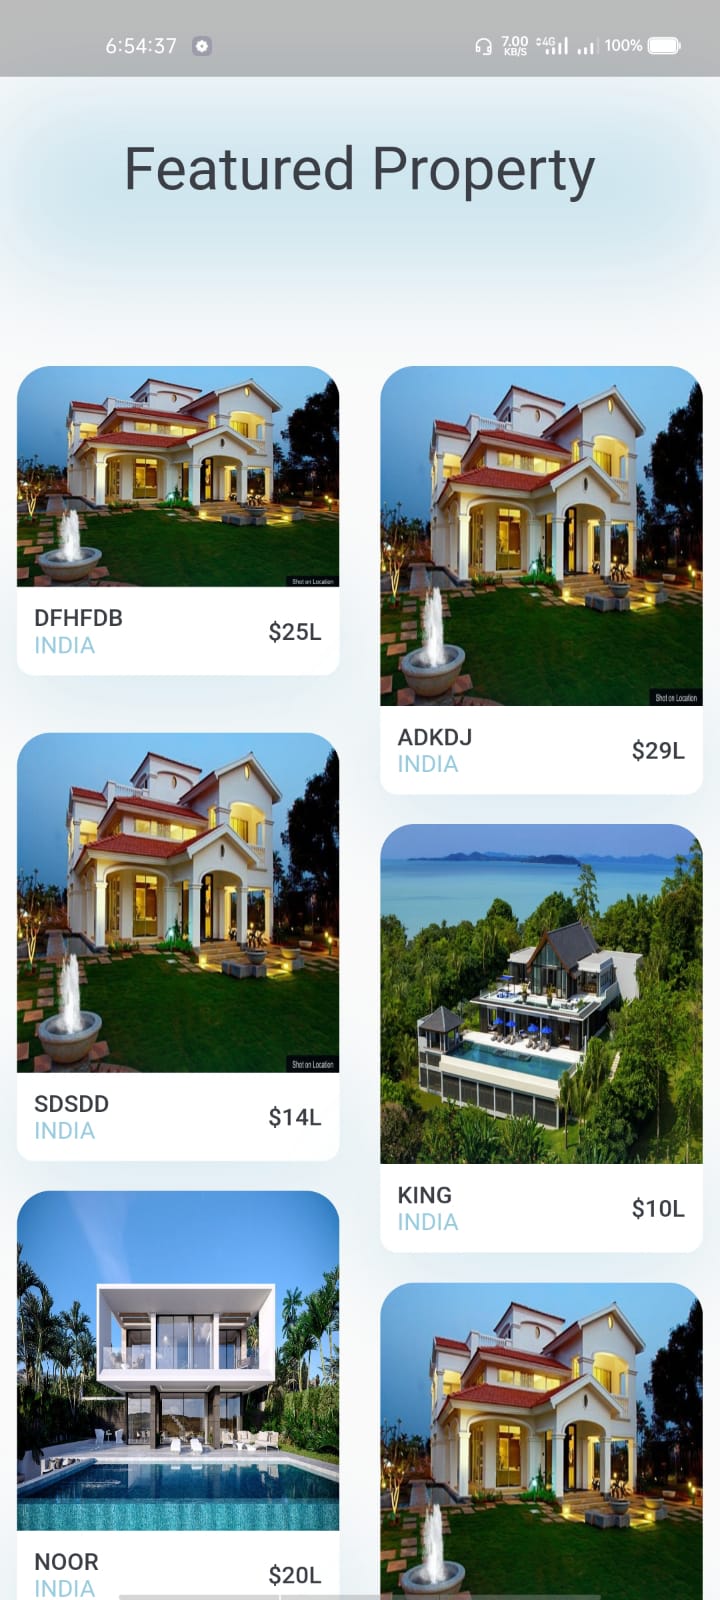 6:54:37
7.00
KB/S
4G
100%
Featured Property
Shot on Location
DFHFDB
INDIA
$25L
Shot on Location
ADKDJ
INDIA
$29L
Shot on Location
SDSDD
INDIA
$14L
KING
INDIA
$10L
NOOR
INDIA
$20L